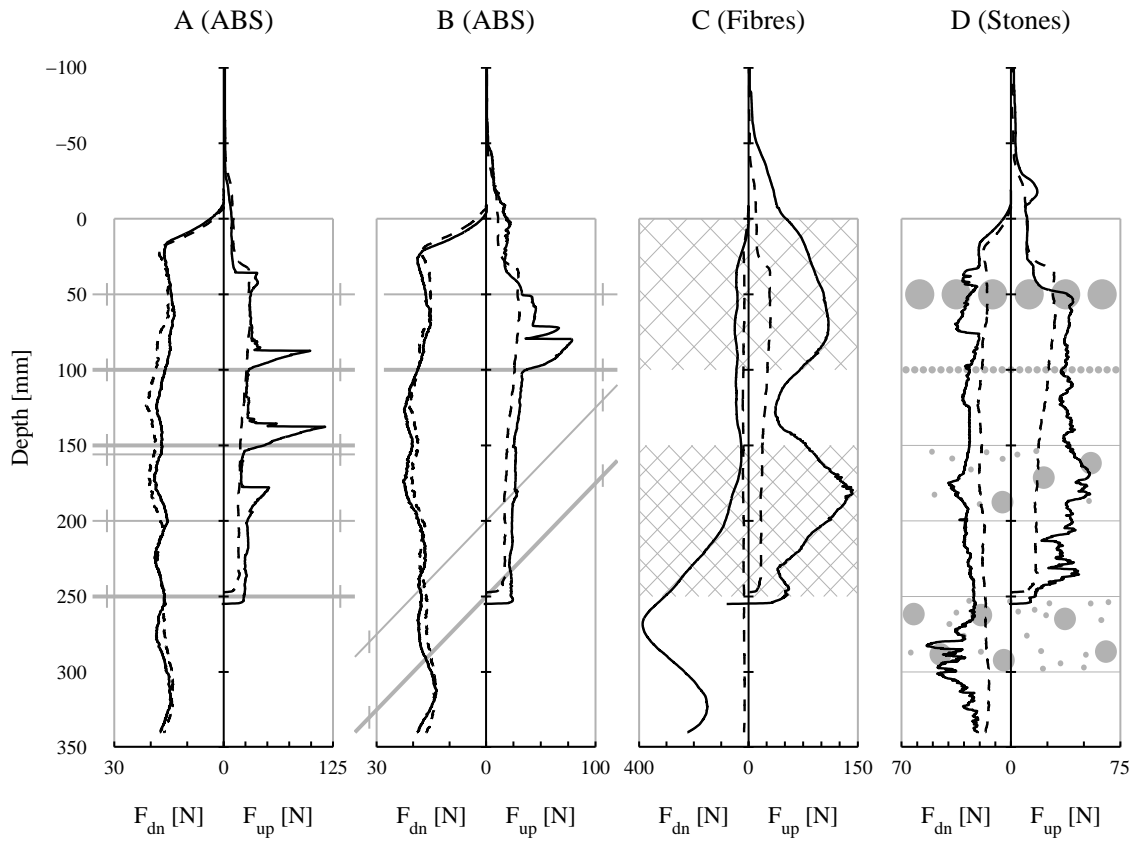 A (ABS) B (ABS) C (Fibres) D (Stones)
–100
–50
0
50
100
150
200
250
300
350
Depth [mm]
30 0 125 30 0 100 400 0 150 70 0 75
F_dn [N] F_up [N] F_dn [N] F_up [N] F_dn [N] F_up [N] F_dn [N] F_up [N]